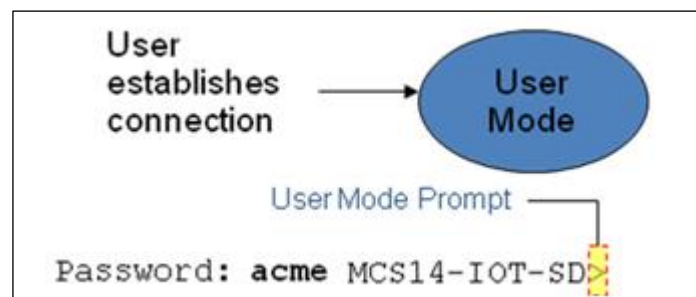 User
establishes
connection
User
Mode
User Mode Prompt
Password: acme MCS14-IOT-SD>